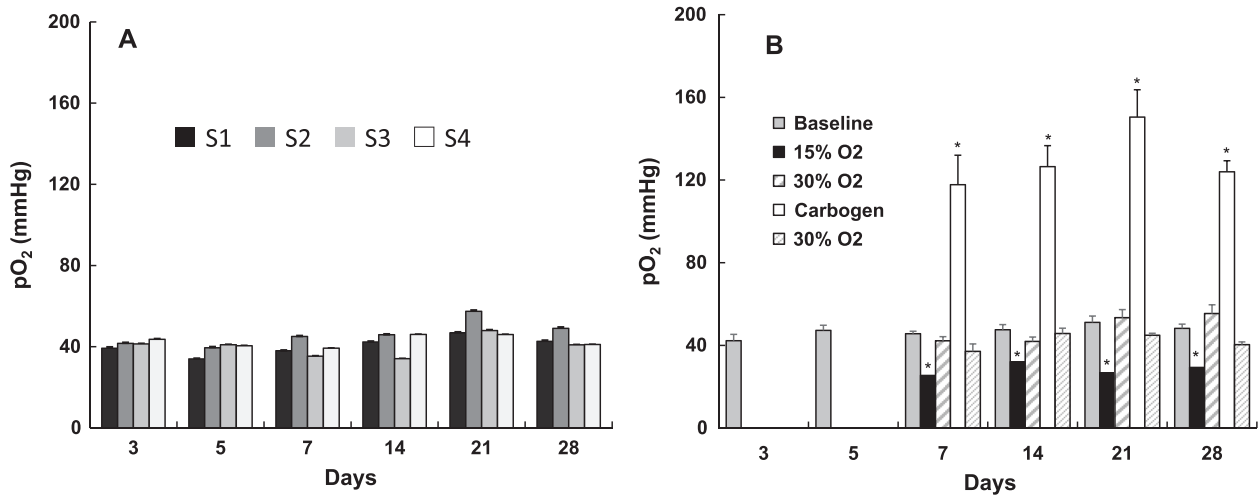 A
pO2 (mmHg)
200
160
120
80
40
0
S1 S2 S3 S4
3 5 7 14 21 28
Days
B
pO2 (mmHg)
200
160
120
80
40
0
Baseline
15% O2
30% O2
Carbogen
30% O2
* * * *
* * * *
3 5 7 14 21 28
Days